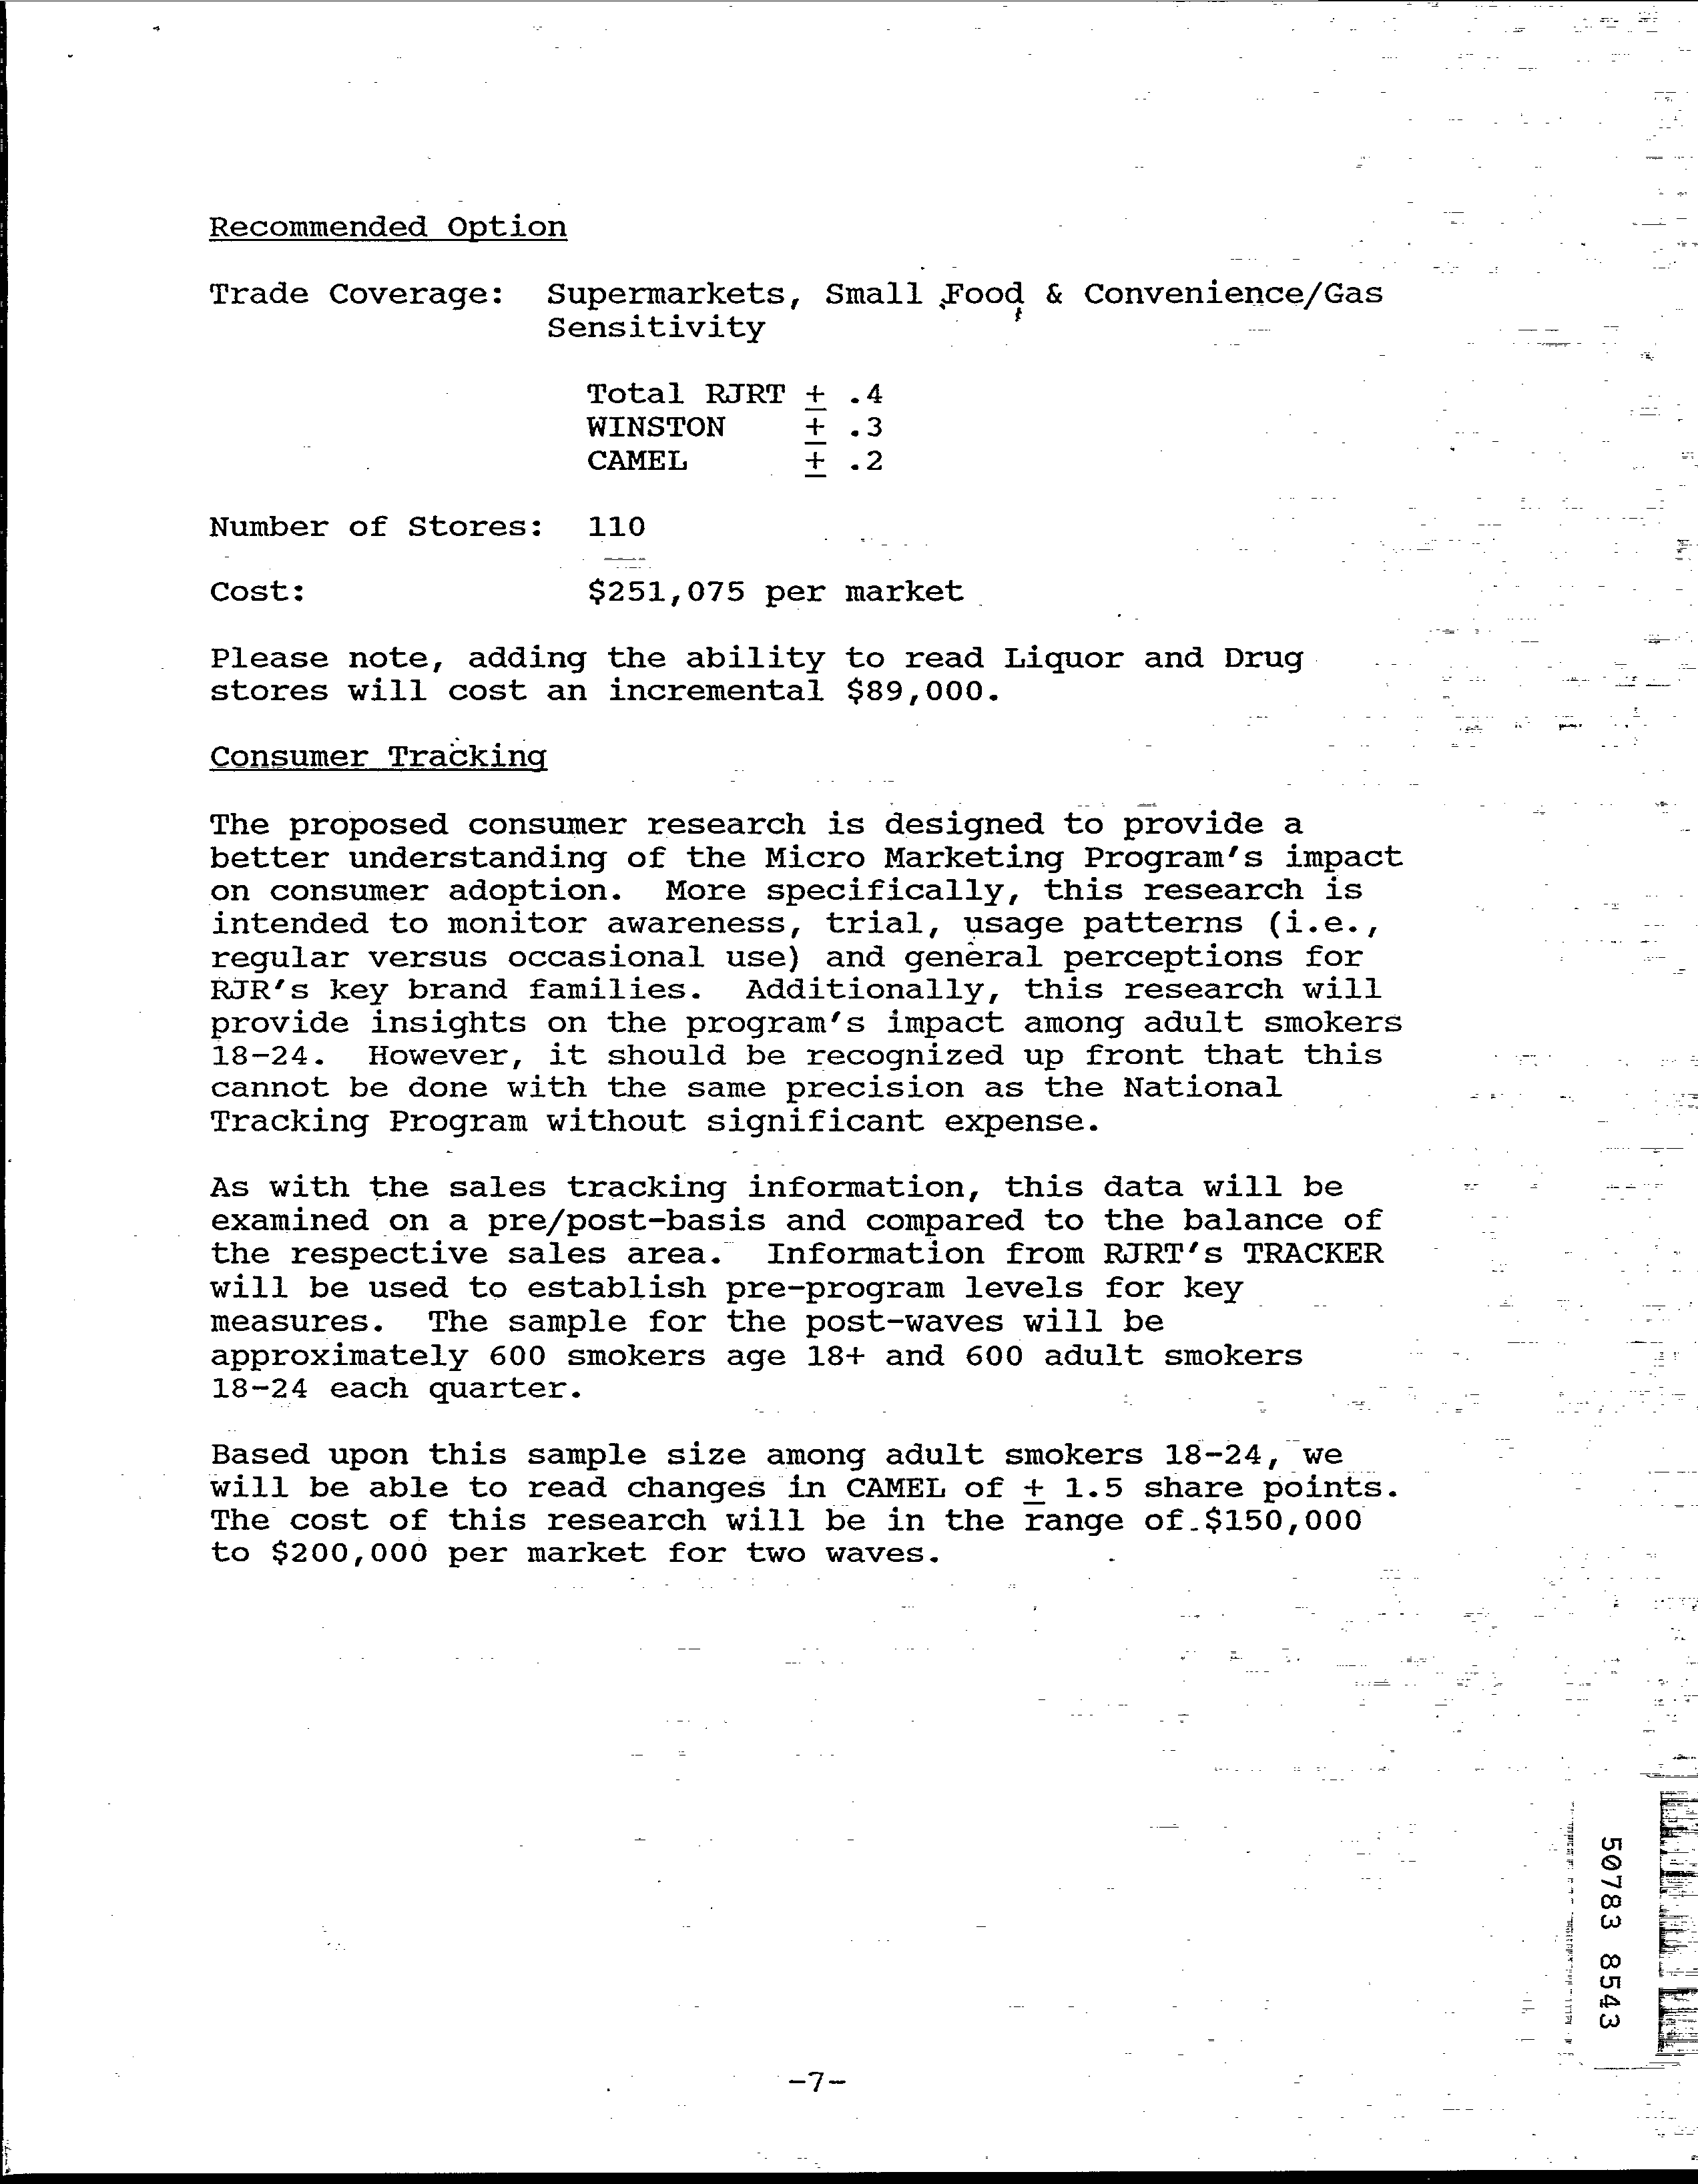 Recommended Option
Trade Coverage: Supermarkets, Small Food & Convenience/Gas
Sensitivity
Total RJRT ± .4
WINSTON ± .3
CAMEL ± .2
Number of Stores: 110
Cost: $251,075 per market
Please note, adding the ability to read Liquor and Drug
stores will cost an incremental $89,000.
Consumer Tracking
The proposed consumer research is designed to provide a
better understanding of the Micro Marketing Program's impact
on consumer adoption. More specifically, this research is
intended to monitor awareness, trial, usage patterns (i.e.,
regular versus occasional use) and general perceptions for
RJR's key brand families. Additionally, this research will
provide insights on the program's impact among adult smokers
18-24. However, it should be recognized up front that this
cannot be done with the same precision as the National
Tracking Program without significant expense.
As with the sales tracking information, this data will be
examined on a pre/post-basis and compared to the balance of
the respective sales area. Information from RJRT's TRACKER
will be used to establish pre-program levels for key
measures. The sample for the post-waves will be
approximately 600 smokers age 18+ and 600 adult smokers
18-24 each quarter.
Based upon this sample size among adult smokers 18-24, we
will be able to read changes in CAMEL of ± 1.5 share points.
The cost of this research will be in the range of $150,000
to $200,000 per market for two waves.
50783 8543
-7-